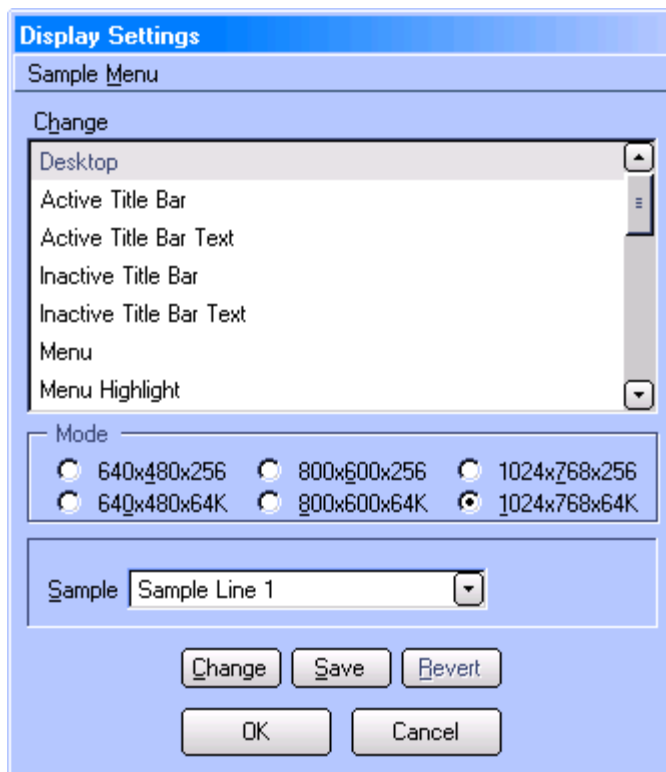 Display Settings
Sample Menu
Change
Desktop
Active Title Bar
Active Title Bar Text
Inactive Title Bar
Inactive Title Bar Text
Menu
Menu Highlight
Mode
640x480x256 800x600x256 1024x768x256
640x480x64K 800x600x64K 1024x768x64K
Sample Sample Line 1
Change Save Revert
OK Cancel